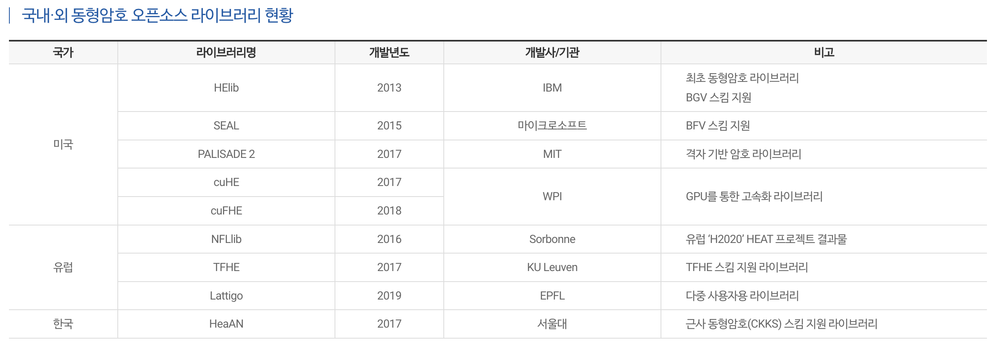 국내·외 동형암호 오픈소스 라이브러리 현황
국가 라이브러리명 개발년도 개발사/기관 비고
미국 HElib 2013 IBM 최초 동형암호 라이브러리
BGV 스킴 지원
SEAL 2015 마이크로소프트 BFV 스킴 지원
PALISADE 2 2017 MIT 격자 기반 암호 라이브러리
cuHE 2017 WPI GPU를 통한 고속화 라이브러리
cuFHE 2018
유럽 NFLlib 2016 Sorbonne 유럽 ‘H2020’ HEAT 프로젝트 결과물
TFHE 2017 KU Leuven TFHE 스킴 지원 라이브러리
Lattigo 2019 EPFL 다중 사용자용 라이브러리
한국 HeaAN 2017 서울대 근사 동형암호(CKKS) 스킴 지원 라이브러리